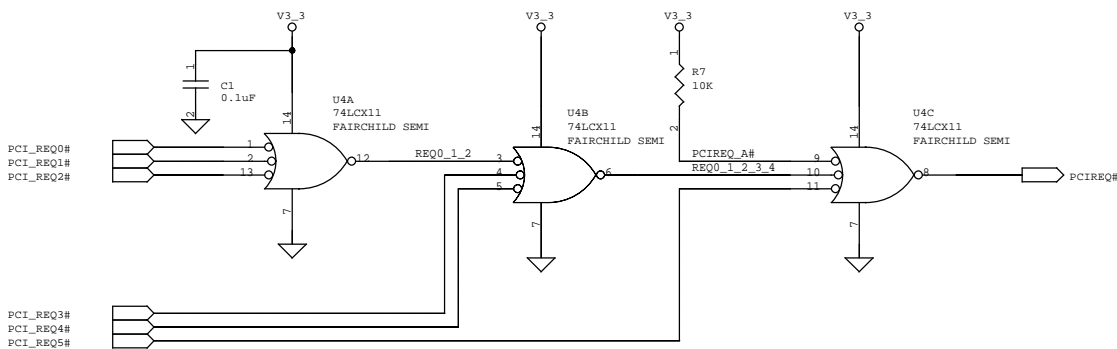 V3_3
V3_3
V3_3
V3_3
1
C1
0.1uF
2
14
U4A
74LCX11
FAIRCHILD SEMI
7
PCI_REQ0#
PCI_REQ1#
PCI_REQ2#
1
2
13
12
REQ0_1_2
14
U4B
74LCX11
FAIRCHILD SEMI
3
4
5
6
7
1
R7
10K
2
PCIREQ_A#
REQ0_1_2_3_4
14
U4C
74LCX11
FAIRCHILD SEMI
9
10
11
8
7
PCIREQ#
PCI_REQ3#
PCI_REQ4#
PCI_REQ5#